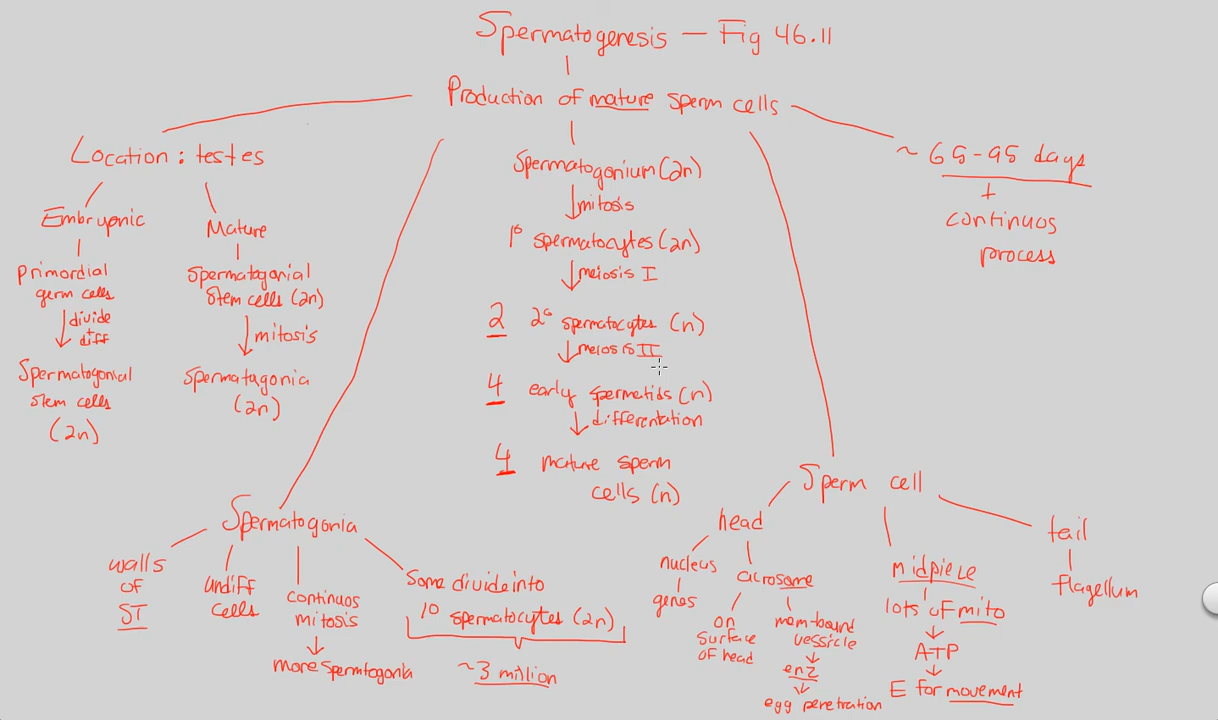 Spermatogenesis — Fig 46.11
Production of mature sperm cells
Location: testes
Embryonic
Primordial
germ cells
divide
+
diff
Spermatogonial
stem cells
(2n)
Mature
Spermatagonial
stem cells (2n)
mitosis
Spermatagonia
(2n)
Spermatogonium (2n)
mitosis
1° spermatocytes (2n)
meiosis I
2 2° spermatocytes (n)
meiosis II
4 early spermatids (n)
differentation
4 mature sperm
cells (n)
~ 65-95 days
+
continuos
process
Spermatogonia
walls
of
ST
undiff
cells
continuos
mitosis
more spermtogonia
Some divide into
1° spermatocytes (2n)
~3 million
Sperm cell
head
nucleus
genes
acrosome
on
surface
of head
mem-bound
vessicle
enz
egg penetration
Midpiece
lots of mito
ATP
E for movement
tail
flagellum